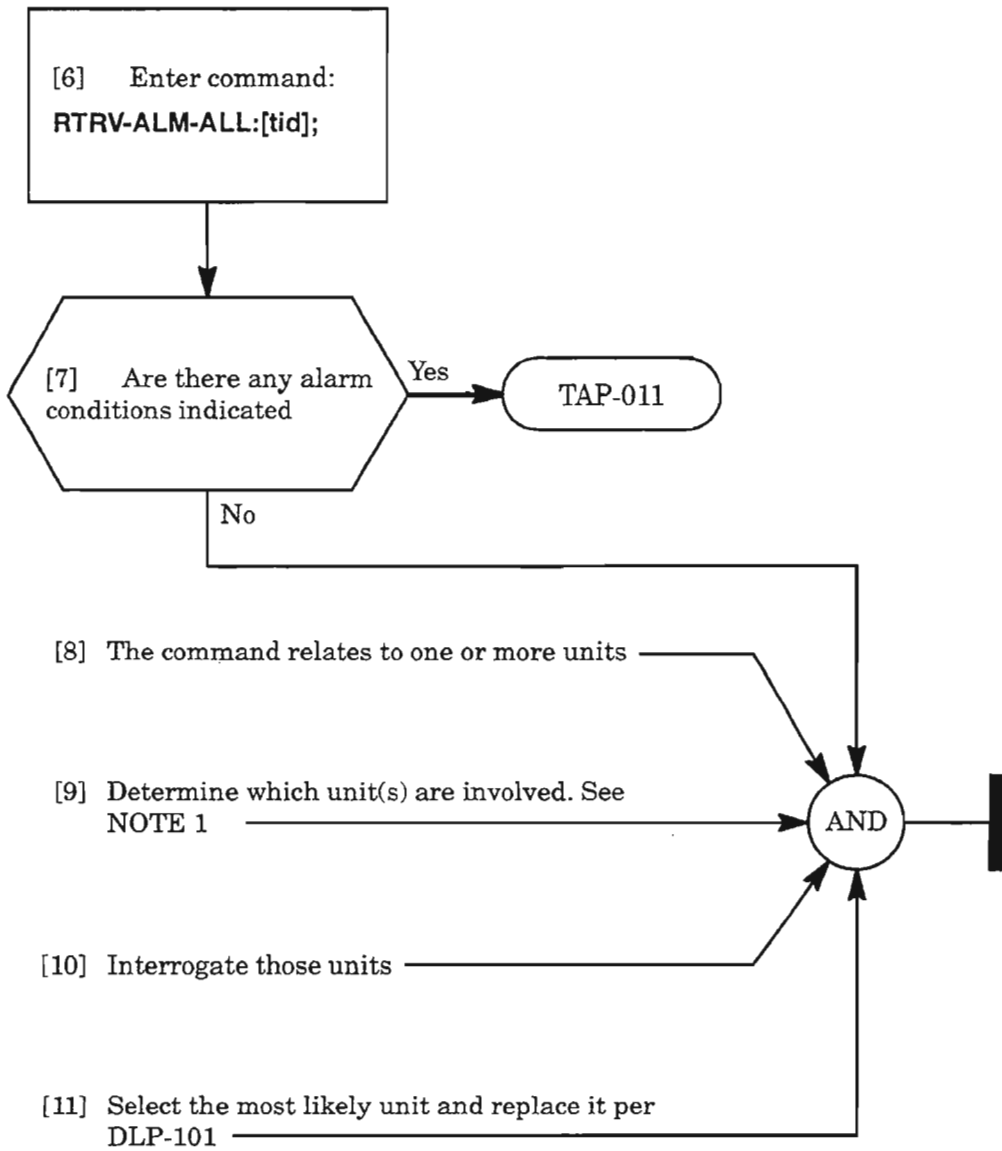 [6] Enter command:
RTRV-ALM-ALL:[tid];
[7] Are there any alarm
conditions indicated
Yes
TAP-011
No
[8] The command relates to one or more units
[9] Determine which unit(s) are involved. See
NOTE 1
AND
[10] Interrogate those units
[11] Select the most likely unit and replace it per
DLP-101